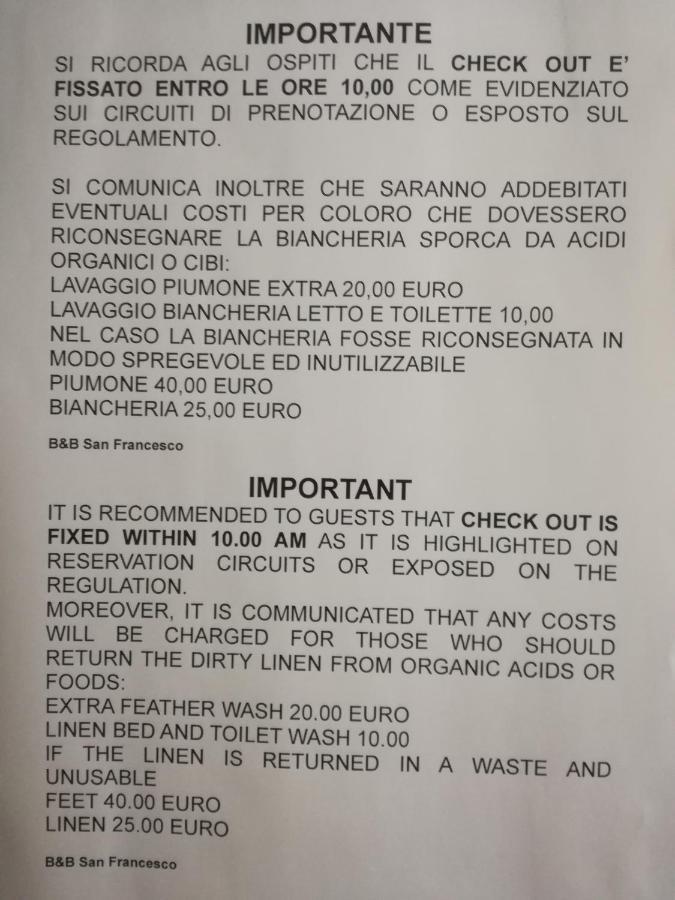 IMPORTANTE
SI RICORDA AGLI OSPITI CHE IL CHECK OUT E'
FISSATO ENTRO LE ORE 10,00 COME EVIDENZIATO
SUI CIRCUITI DI PRENOTAZIONE O ESPOSTO SUL
REGOLAMENTO.
SI COMUNICA INOLTRE CHE SARANNO ADDEBITATI
EVENTUALI COSTI PER COLORO CHE DOVESSERO
RICONSEGNARE LA BIANCHERIA SPORCA DA ACIDI
ORGANICI O CIBI:
LAVAGGIO PIUMONE EXTRA 20,00 EURO
LAVAGGIO BIANCHERIA LETTO E TOILETTE 10,00
NEL CASO LA BIANCHERIA FOSSE RICONSEGNATA IN
MODO SPREGEVOLE ED INUTILIZZABILE
PIUMONE 40,00 EURO
BIANCHERIA 25,00 EURO
B&B San Francesco
IMPORTANT
IT IS RECOMMENDED TO GUESTS THAT CHECK OUT IS
FIXED WITHIN 10.00 AM AS IT IS HIGHLIGHTED ON
RESERVATION CIRCUITS OR EXPOSED ON THE
REGULATION.
MOREOVER, IT IS COMMUNICATED THAT ANY COSTS
WILL BE CHARGED FOR THOSE WHO SHOULD
RETURN THE DIRTY LINEN FROM ORGANIC ACIDS OR
FOODS:
EXTRA FEATHER WASH 20.00 EURO
LINEN BED AND TOILET WASH 10.00
IF THE LINEN IS RETURNED IN A WASTE AND
UNUSABLE
FEET 40.00 EURO
LINEN 25.00 EURO
B&B San Francesco